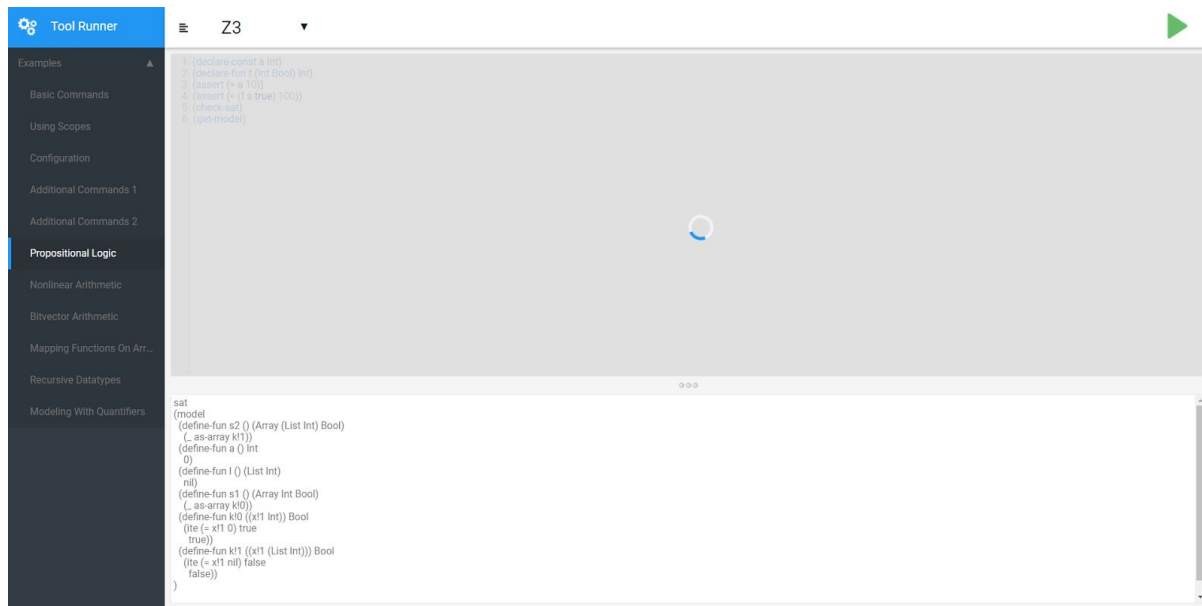 Tool Runner
Z3
Examples
Basic Commands
Using Scopes
Configuration
Additional Commands 1
Additional Commands 2
Propositional Logic
Nonlinear Arithmetic
Bitvector Arithmetic
Mapping Functions On Arr...
Recursive Datatypes
Modeling With Quantifiers
1 (declare-const a Int)
2 (declare-fun f (Int Bool) Int)
3 (assert (> a 10))
4 (assert (< (f a true) 100))
5 (check-sat)
6 (get-model)
sat
(model
(define-fun s2 () (Array (List Int) Bool)
(_ as-array k!1))
(define-fun a () Int
0)
(define-fun l () (List Int)
nil)
(define-fun s1 () (Array Int Bool)
(_ as-array k!0))
(define-fun k!0 ((x!1 Int)) Bool
(ite (= x!1 0) true
true))
(define-fun k!1 ((x!1 (List Int))) Bool
(ite (= x!1 nil) false
false))
)